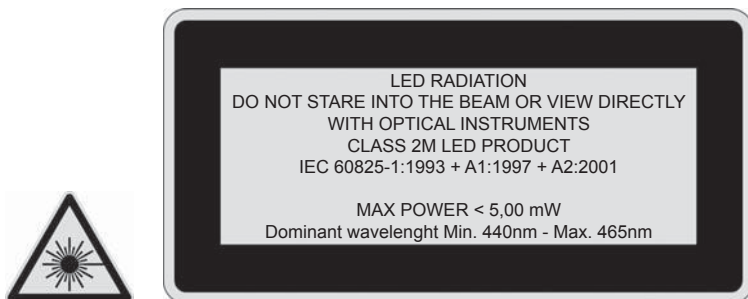 LED RADIATION
DO NOT STARE INTO THE BEAM OR VIEW DIRECTLY
WITH OPTICAL INSTRUMENTS
CLASS 2M LED PRODUCT
IEC 60825-1:1993 + A1:1997 + A2:2001
MAX POWER < 5,00 mW
Dominant wavelenght Min. 440nm - Max. 465nm